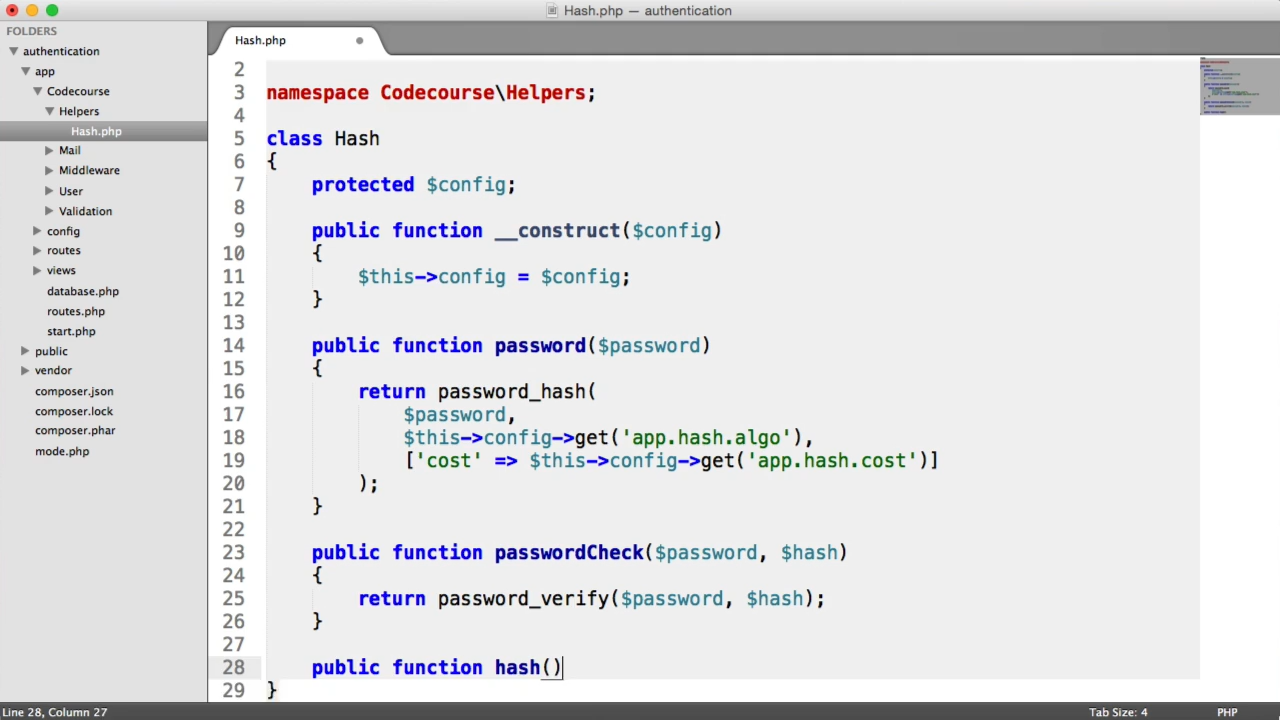 Hash.php — authentication
FOLDERS
authentication
app
Codecourse
Helpers
Hash.php
Mail
Middleware
User
Validation
config
routes
views
database.php
routes.php
start.php
public
vendor
composer.json
composer.lock
composer.phar
mode.php
Hash.php
2
3 namespace Codecourse\Helpers;
4
5 class Hash
6 {
7     protected $config;
8
9     public function __construct($config)
10     {
11         $this->config = $config;
12     }
13
14     public function password($password)
15     {
16         return password_hash(
17             $password,
18             $this->config->get('app.hash.algo'),
19             ['cost' => $this->config->get('app.hash.cost')]
20         );
21     }
22
23     public function passwordCheck($password, $hash)
24     {
25         return password_verify($password, $hash);
26     }
27
28     public function hash()
29 }
Line 28, Column 27
Tab Size: 4
PHP